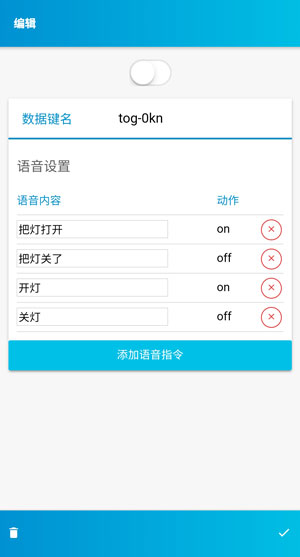 编辑
数据键名 tog-0kn
语音设置
语音内容 动作
把灯打开 on
把灯关了 off
开灯 on
关灯 off
添加语音指令